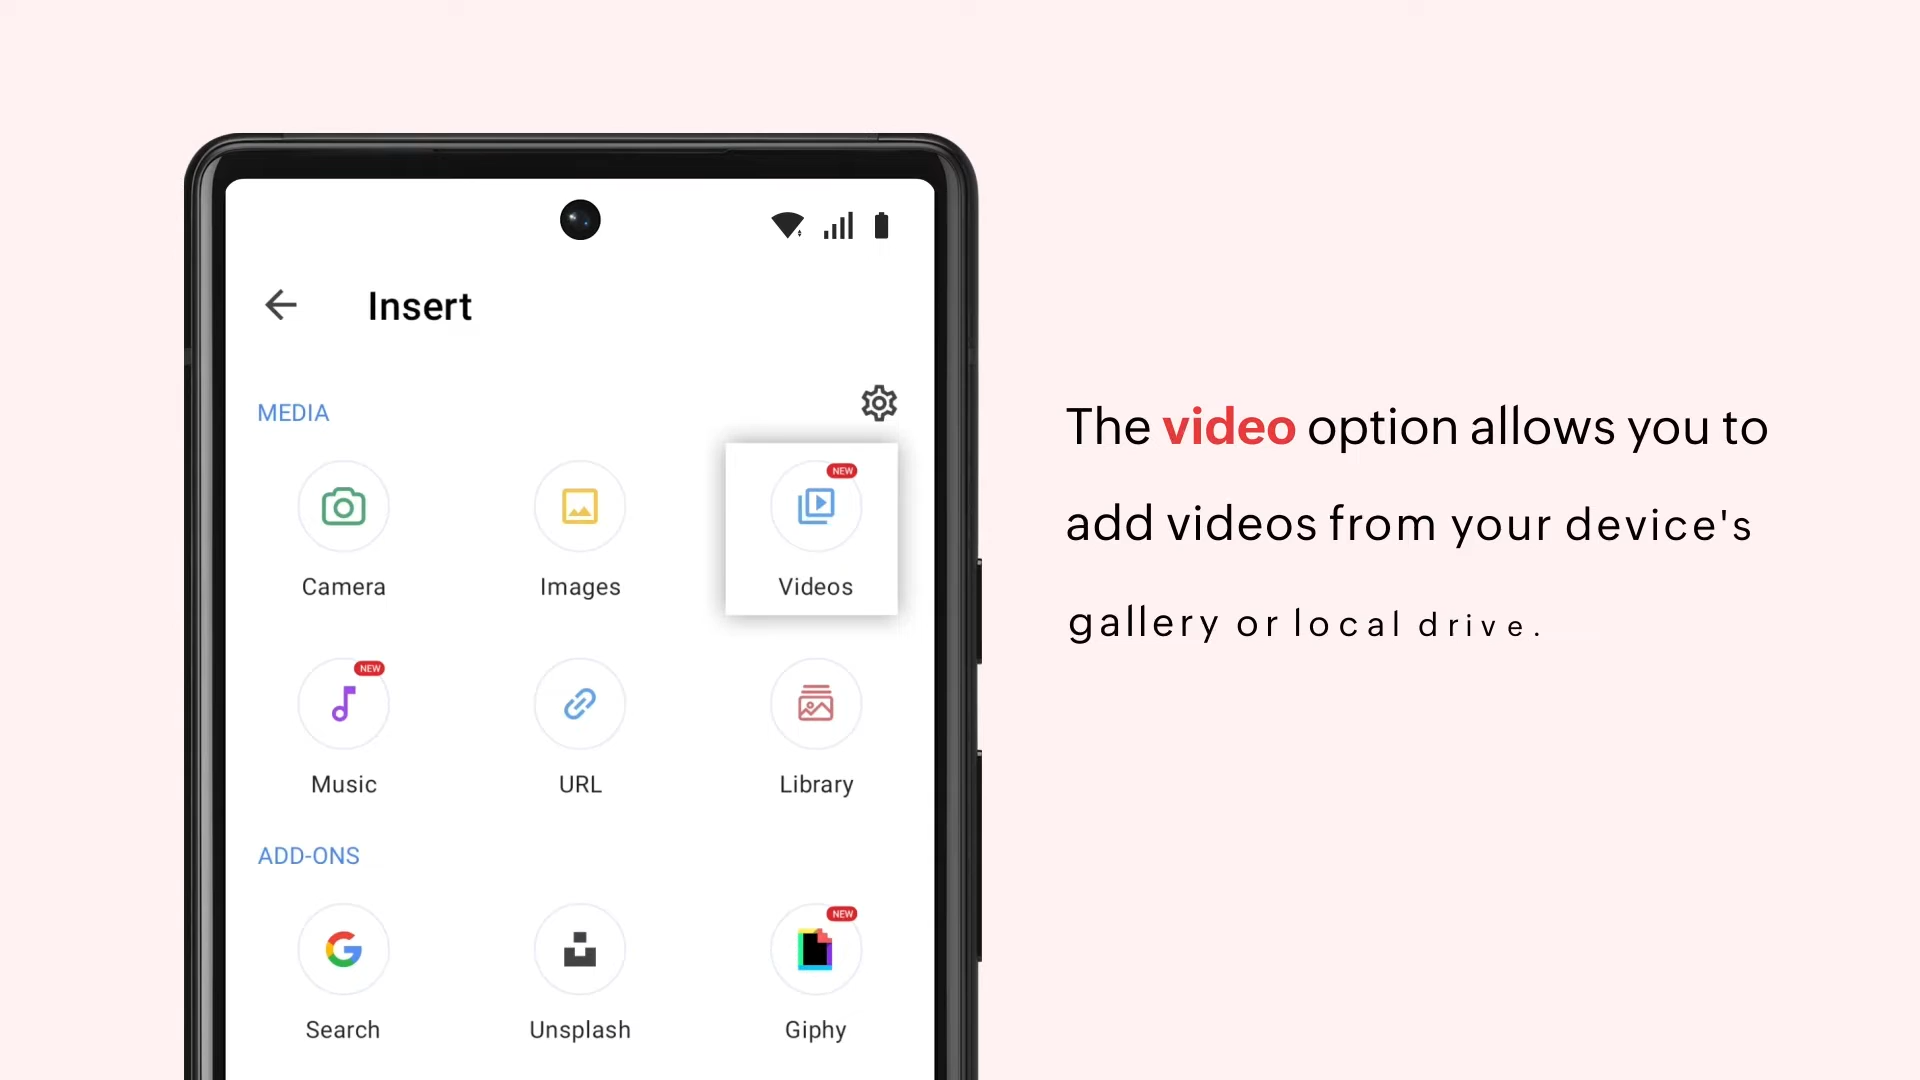 Insert
MEDIA
NEW
Camera
Images
Videos
NEW
Music
URL
Library
ADD-ONS
NEW
Search
Unsplash
Giphy
The video option allows you to
add videos from your device's
gallery or local drive.